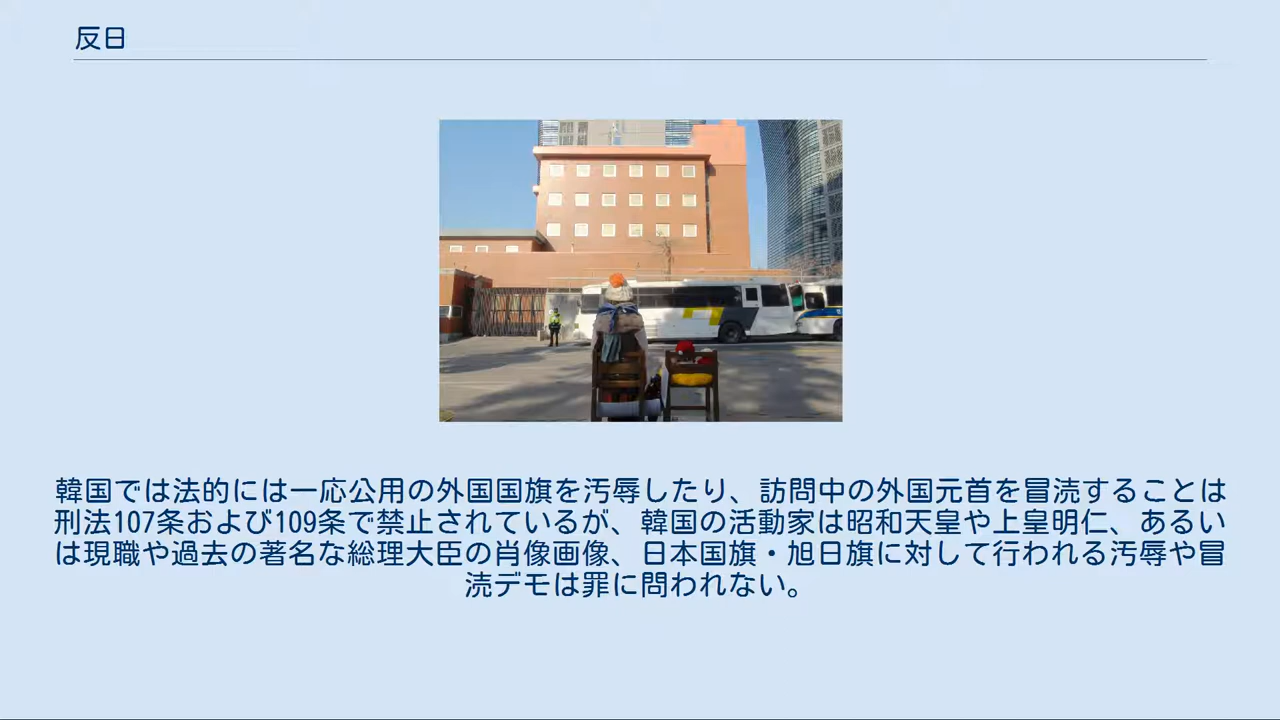 反日
韓国では法的には一応公用の外国国旗を汚辱したり、訪問中の外国元首を冒涜することは
刑法107条および109条で禁止されているが、韓国の活動家は昭和天皇や上皇明仁、あるい
は現職や過去の著名な総理大臣の肖像画像、日本国旗・旭日旗に対して行われる汚辱や冒
涜デモは罪に問われない。